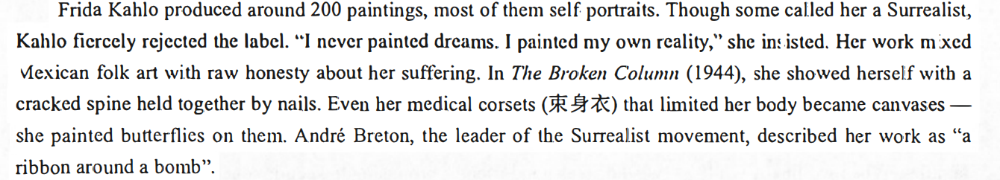 Frida Kahlo produced around 200 paintings, most of them self portraits. Though some called her a Surrealist,
Kahlo fiercely rejected the label. “I never painted dreams. I painted my own reality,” she insisted. Her work mixed
Mexican folk art with raw honesty about her suffering. In The Broken Column (1944), she showed herself with a
cracked spine held together by nails. Even her medical corsets (束身衣) that limited her body became canvases —
she painted butterflies on them. André Breton, the leader of the Surrealist movement, described her work as “a
ribbon around a bomb”.